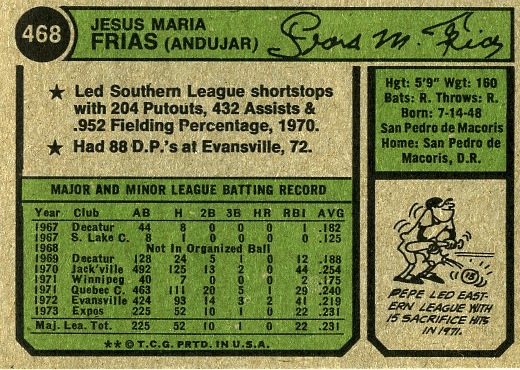 468
JESUS MARIA
FRIAS (ANDUJAR)
Pepe M. Frias
★ Led Southern League shortstops
with 204 Putouts, 432 Assists &
.952 Fielding Percentage, 1970.
★ Had 88 D.P.'s at Evansville, 72.
Hgt: 5'9" Wgt: 160
Bats: R. Throws: R.
Born: 7-14-48
San Pedro de Macoris
Home: San Pedro de
Macoris, D.R.
MAJOR AND MINOR LEAGUE BATTING RECORD
Year Club AB H 2B 3B HR RBI AVG
1967 Decatur 44 8 0 0 0 1 .182
1967 S. Lake C. 8 1 0 0 0 0 .125
1968 Not In Organized Ball
1969 Decatur 128 24 5 1 0 12 .188
1970 Jack'ville 492 125 13 2 0 44 .254
1971 Winnipeg 40 7 0 0 0 2 .175
1971 Quebec C. 463 111 20 5 1 29 .240
1972 Evansville 424 93 14 3 2 41 .219
1973 Expos 225 52 10 1 0 22 .231
Maj. Lea. Tot. 225 52 10 1 0 22 .231
** © T.C.G. PRTD. IN U.S.A.
15
PEPE LED EAST-
ERN LEAGUE WITH
15 SACRIFICE HITS
IN 1971.